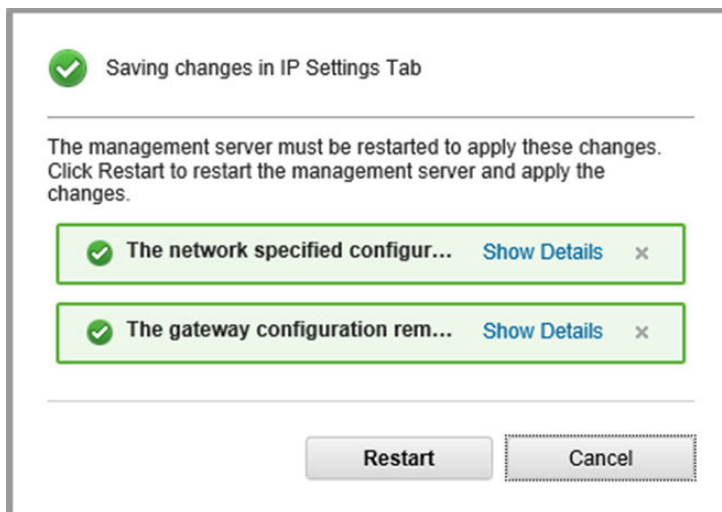 Saving changes in IP Settings Tab
The management server must be restarted to apply these changes.
Click Restart to restart the management server and apply the
changes.
The network specified configur... Show Details ×
The gateway configuration rem... Show Details ×
Restart Cancel